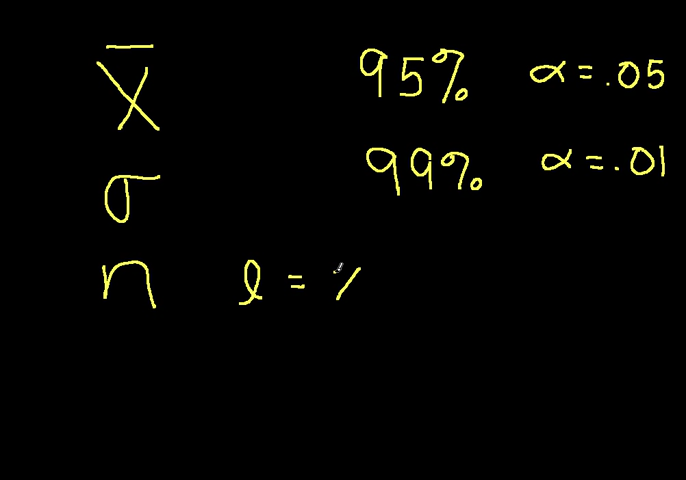 X̅ 95% α = .05
99% α = .01
σ
n l = /